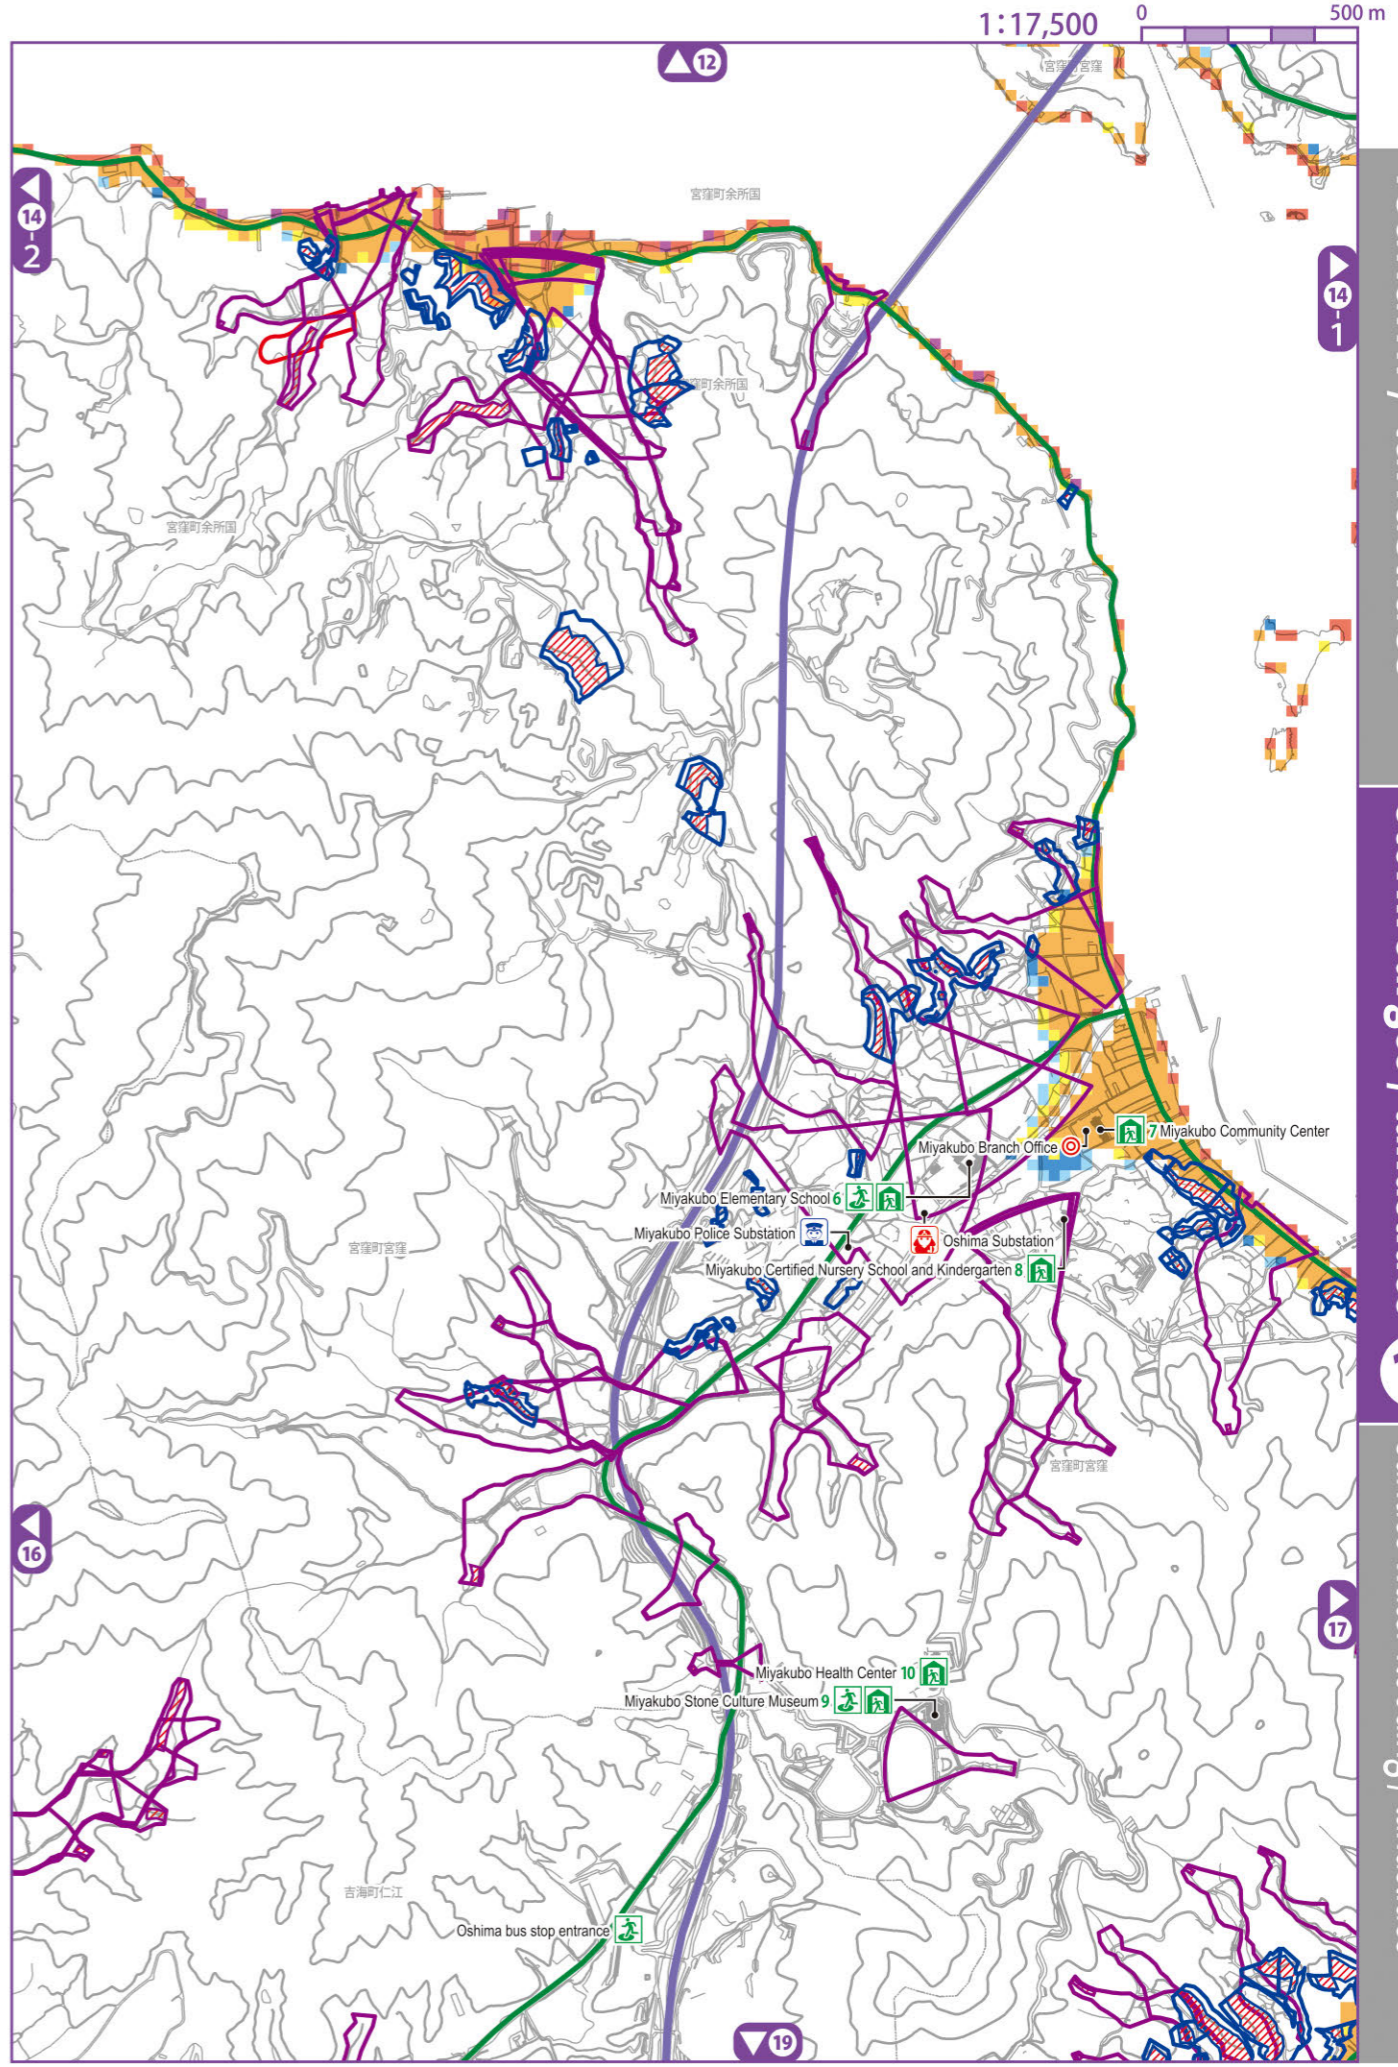 1:17,500
0
500 m
12
宮窪町宮窪
14-2
宮窪町余所国
14-1
宮窪町余所国
宮窪町余所国
7 Miyakubo Community Center
Miyakubo Branch Office
Miyakubo Elementary School 6
Miyakubo Police Substation
Oshima Substation
宮窪町宮窪
Miyakubo Certified Nursery School and Kindergarten 8
宮窪町宮窪
16
17
Miyakubo Health Center 10
Miyakubo Stone Culture Museum 9
吉海町仁江
Oshima bus stop entrance
19